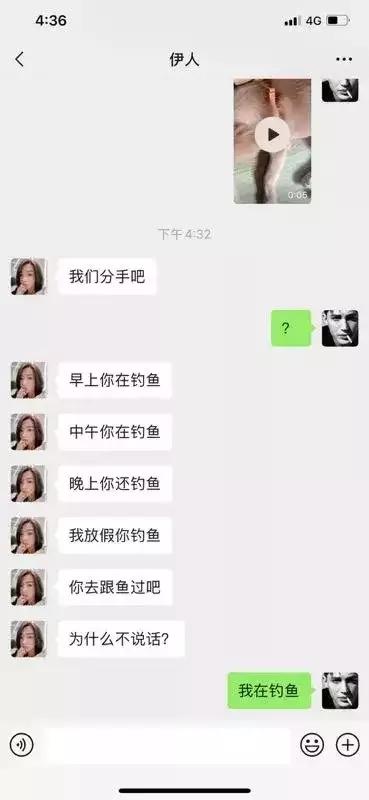 4:36
4G
伊人
0:05
下午4:32
我们分手吧
？
早上你在钓鱼
中午你在钓鱼
晚上你还钓鱼
我放假你钓鱼
你去跟鱼过吧
为什么不说话?
我在钓鱼